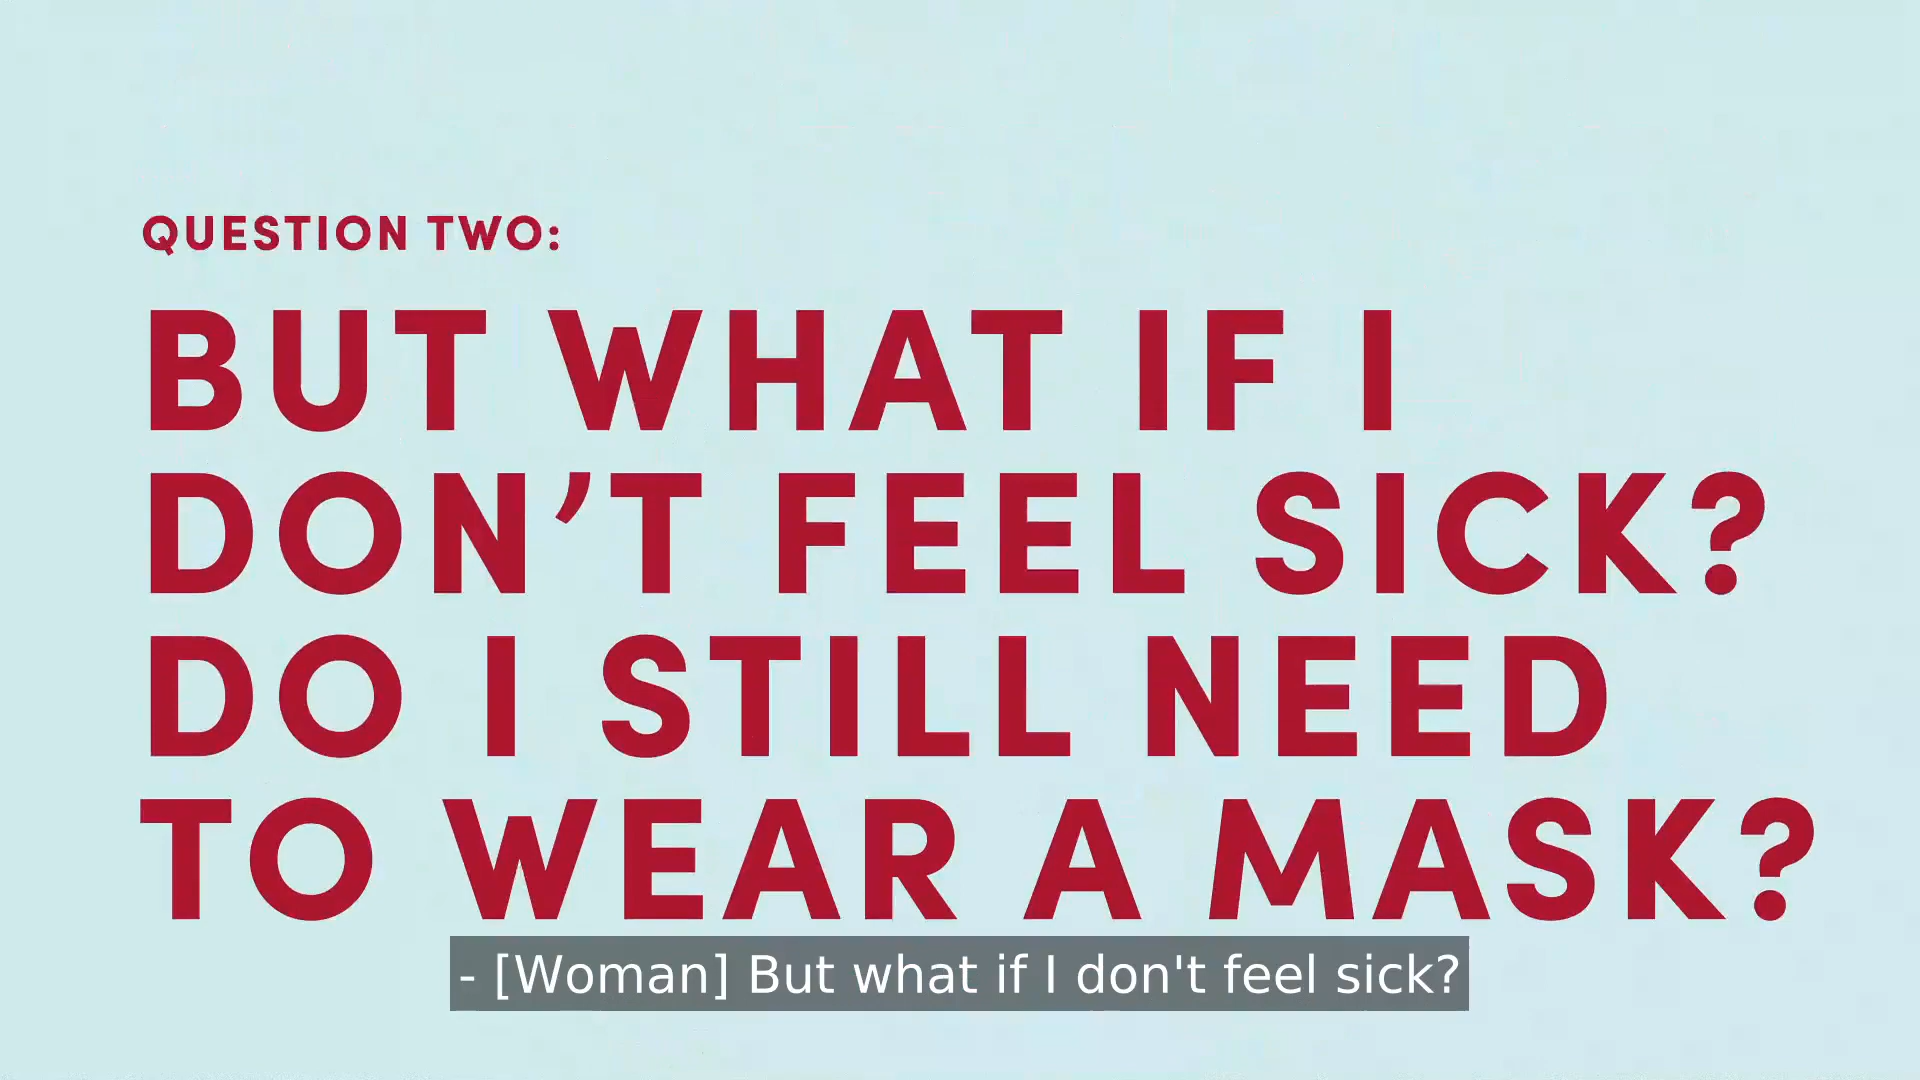 QUESTION TWO:
BUT WHAT IF I
DON’T FEEL SICK?
DO I STILL NEED
TO WEAR A MASK?
- [Woman] But what if I don't feel sick?